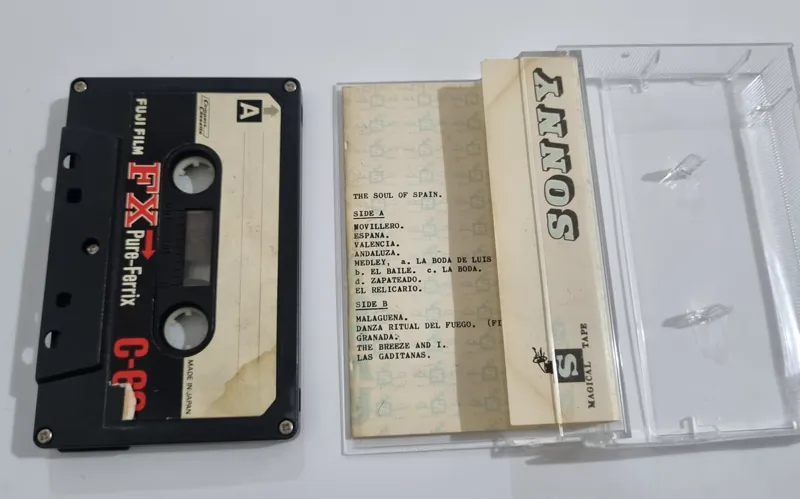 A
FUJI FILM
FX
Pure-Ferrix
MADE IN JAPAN
THE SOUL OF SPAIN.
SIDE A
MOVILLERO.
ESPANA.
VALENCIA.
ANDALUZA.
MEDLEY, a. LA BODA DE LUIS
b. EL BAILE. c. LA BODA.
d. ZAPATEADO.
EL RELICARIO.
SIDE B
MALAGUENA.
DANZA RITUAL DEL FUEGO.
GRANADA.
THE BREEZE AND I.
LAS GADITANAS.
SONNY
S
MAGICAL TAPE